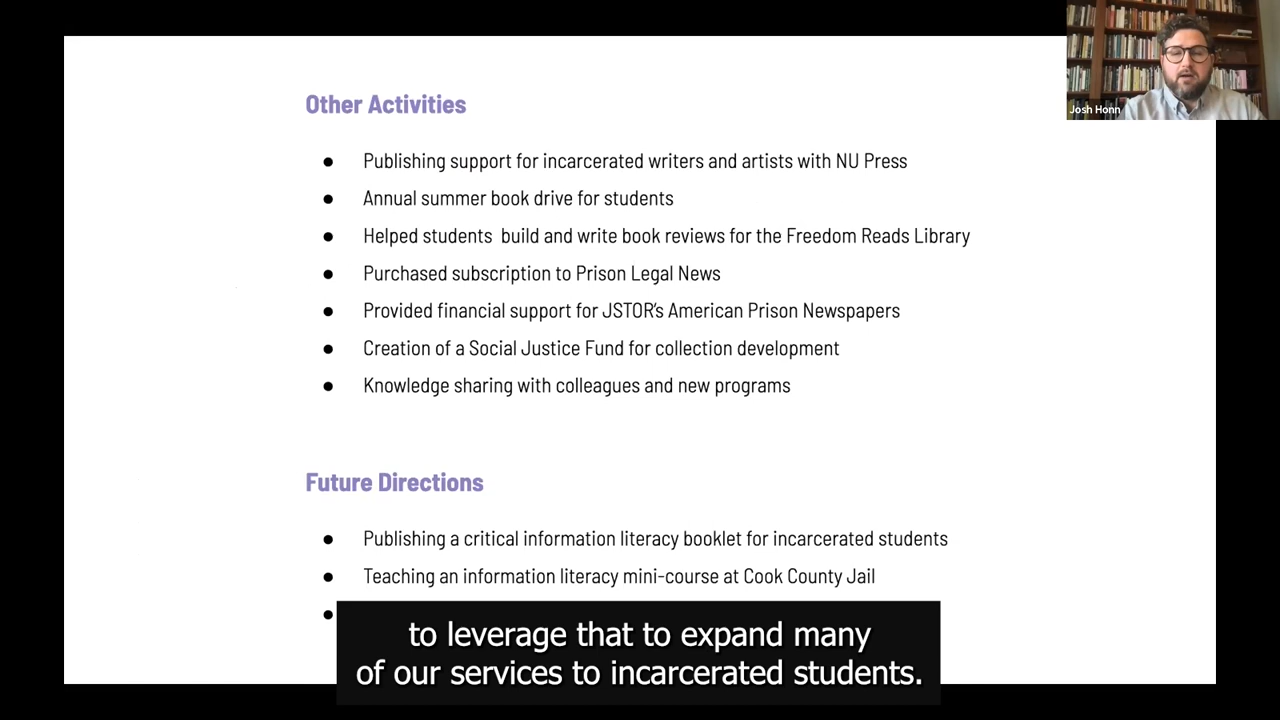 Josh Honn
Other Activities
● Publishing support for incarcerated writers and artists with NU Press
● Annual summer book drive for students
● Helped students  build and write book reviews for the Freedom Reads Library
● Purchased subscription to Prison Legal News
● Provided financial support for JSTOR's American Prison Newspapers
● Creation of a Social Justice Fund for collection development
● Knowledge sharing with colleagues and new programs
Future Directions
● Publishing a critical information literacy booklet for incarcerated students
● Teaching an information literacy mini-course at Cook County Jail
●
to leverage that to expand many
of our services to incarcerated students.